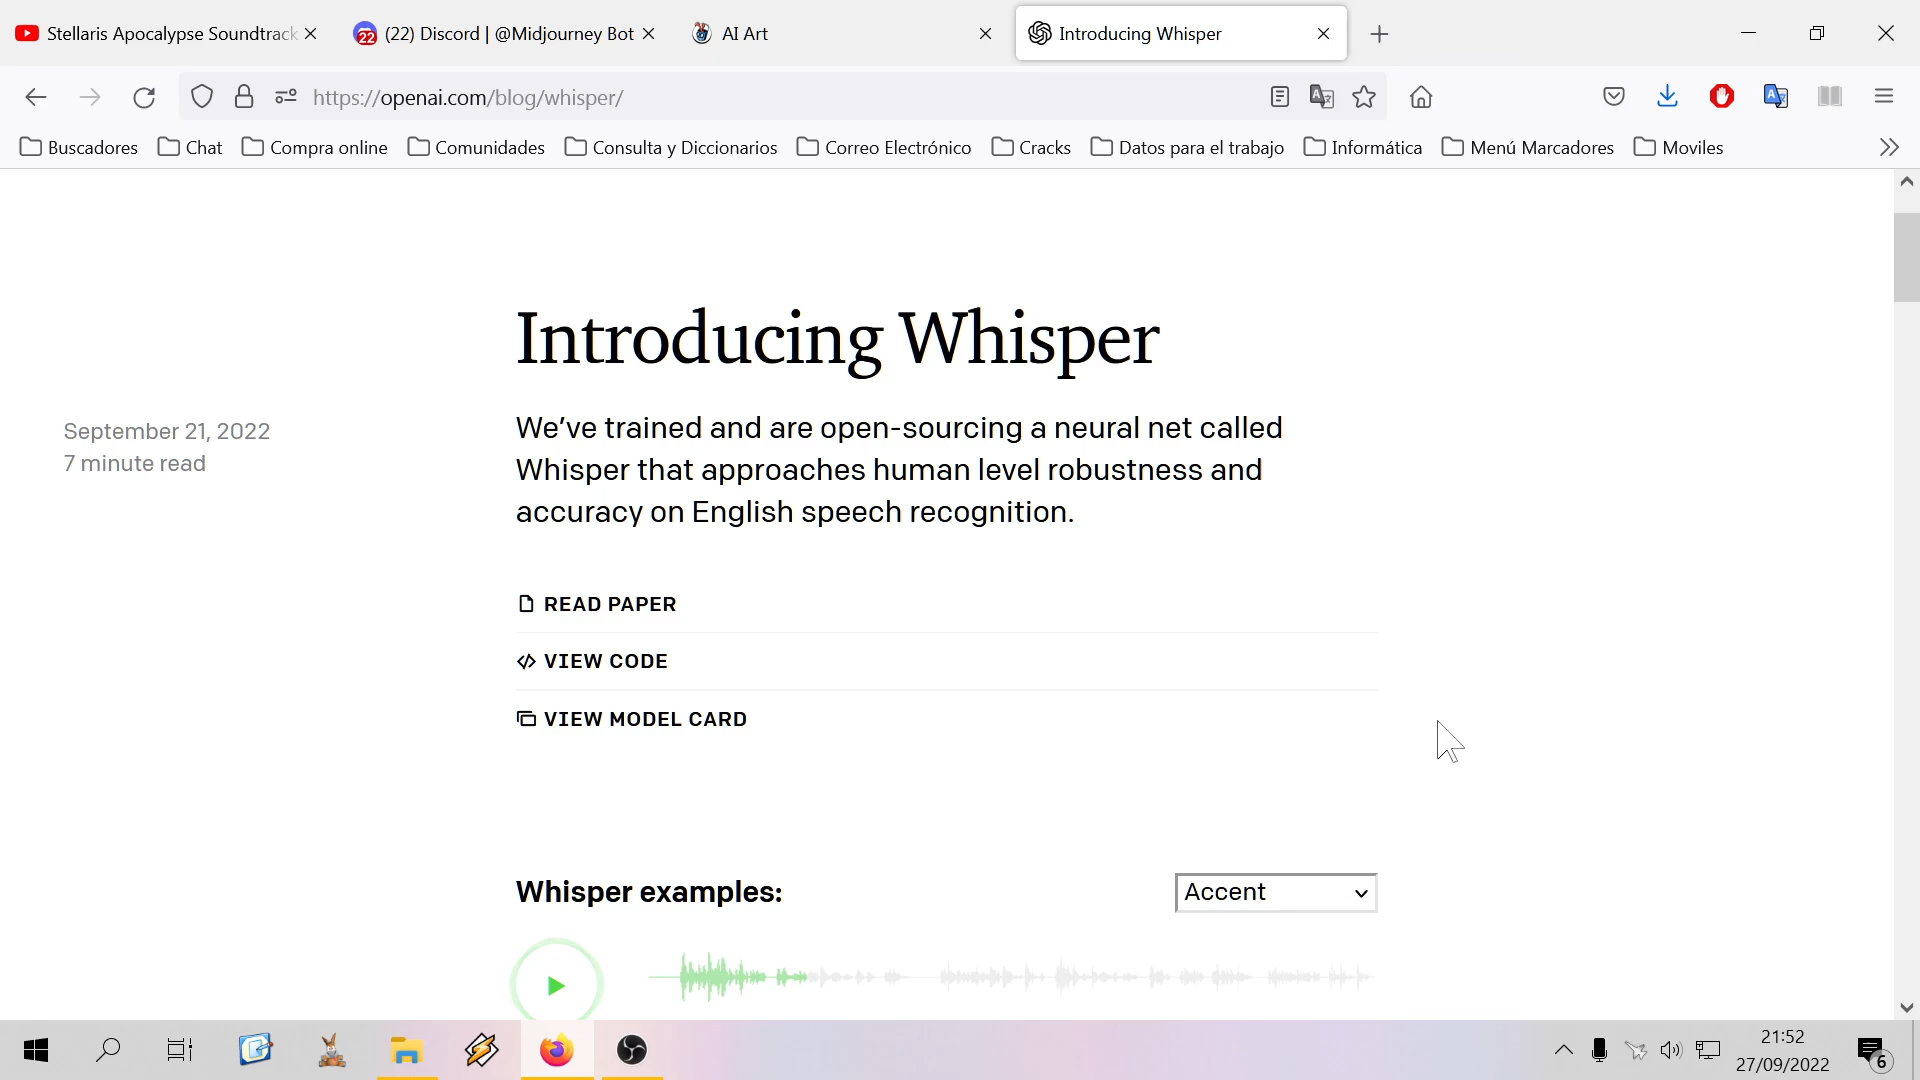 Stellaris Apocalypse Soundtrack
(22) Discord | @Midjourney Bot
AI Art
Introducing Whisper
https://openai.com/blog/whisper/
Buscadores
Chat
Compra online
Comunidades
Consulta y Diccionarios
Correo Electrónico
Cracks
Datos para el trabajo
Informática
Menú Marcadores
Moviles
Introducing Whisper
September 21, 2022
7 minute read
We’ve trained and are open-sourcing a neural net called
Whisper that approaches human level robustness and
accuracy on English speech recognition.
READ PAPER
VIEW CODE
VIEW MODEL CARD
Whisper examples:
Accent
21:52
27/09/2022
6